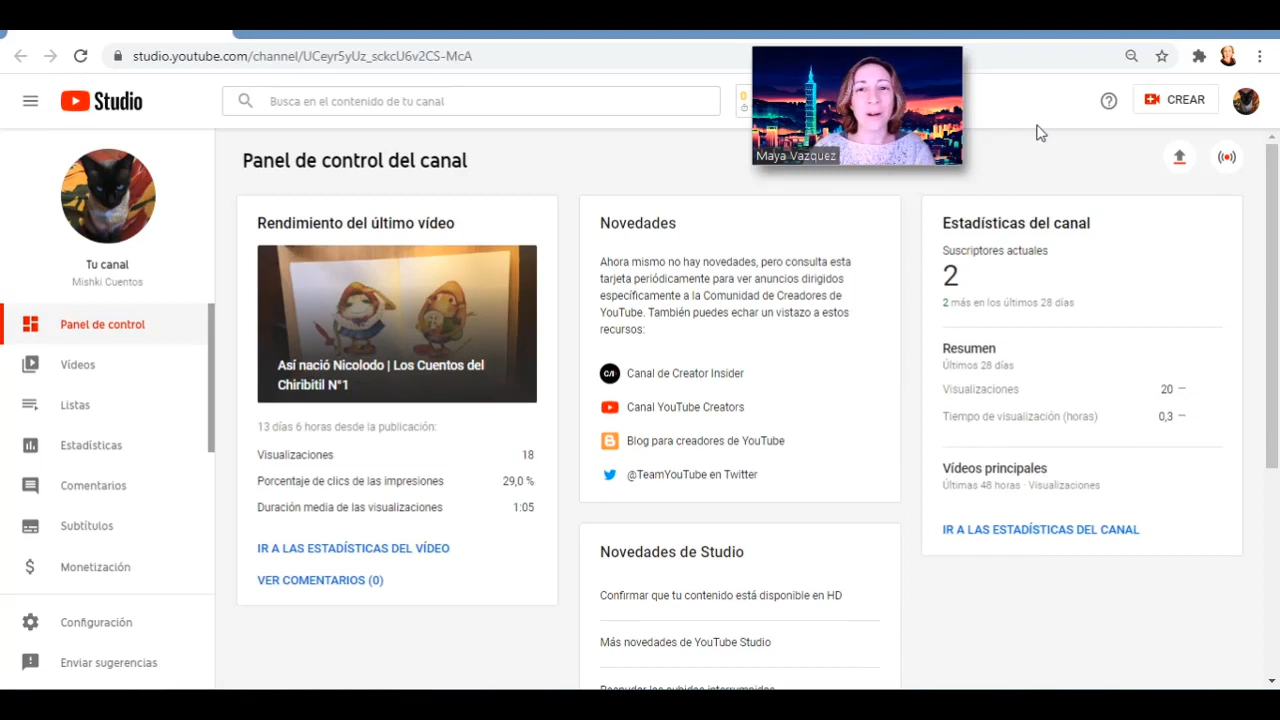 studio.youtube.com/channel/UCeyr5yUz_sckcU6v2CS-McA
Studio
Busca en el contenido de tu canal
0
Maya Vazquez
CREAR
Tu canal
Mishki Cuentos
Panel de control
Vídeos
Listas
Estadísticas
Comentarios
Subtítulos
Monetización
Configuración
Enviar sugerencias
Panel de control del canal
Rendimiento del último vídeo
Así nació Nicolodo | Los Cuentos del
Chiribitil N°1
13 días 6 horas desde la publicación:
Visualizaciones 18
Porcentaje de clics de las impresiones 29,0 %
Duración media de las visualizaciones 1:05
IR A LAS ESTADÍSTICAS DEL VÍDEO
VER COMENTARIOS (0)
Novedades
Ahora mismo no hay novedades, pero consulta esta
tarjeta periódicamente para ver anuncios dirigidos
específicamente a la Comunidad de Creadores de
YouTube. También puedes echar un vistazo a estos
recursos:
Canal de Creator Insider
Canal YouTube Creators
Blog para creadores de YouTube
@TeamYouTube en Twitter
Novedades de Studio
Confirmar que tu contenido está disponible en HD
Más novedades de YouTube Studio
Reanudar las subidas interrumpidas
Estadísticas del canal
Suscriptores actuales
2
2 más en los últimos 28 días
Resumen
Últimos 28 días
Visualizaciones 20 —
Tiempo de visualización (horas) 0,3 —
Vídeos principales
Últimas 48 horas · Visualizaciones
IR A LAS ESTADÍSTICAS DEL CANAL